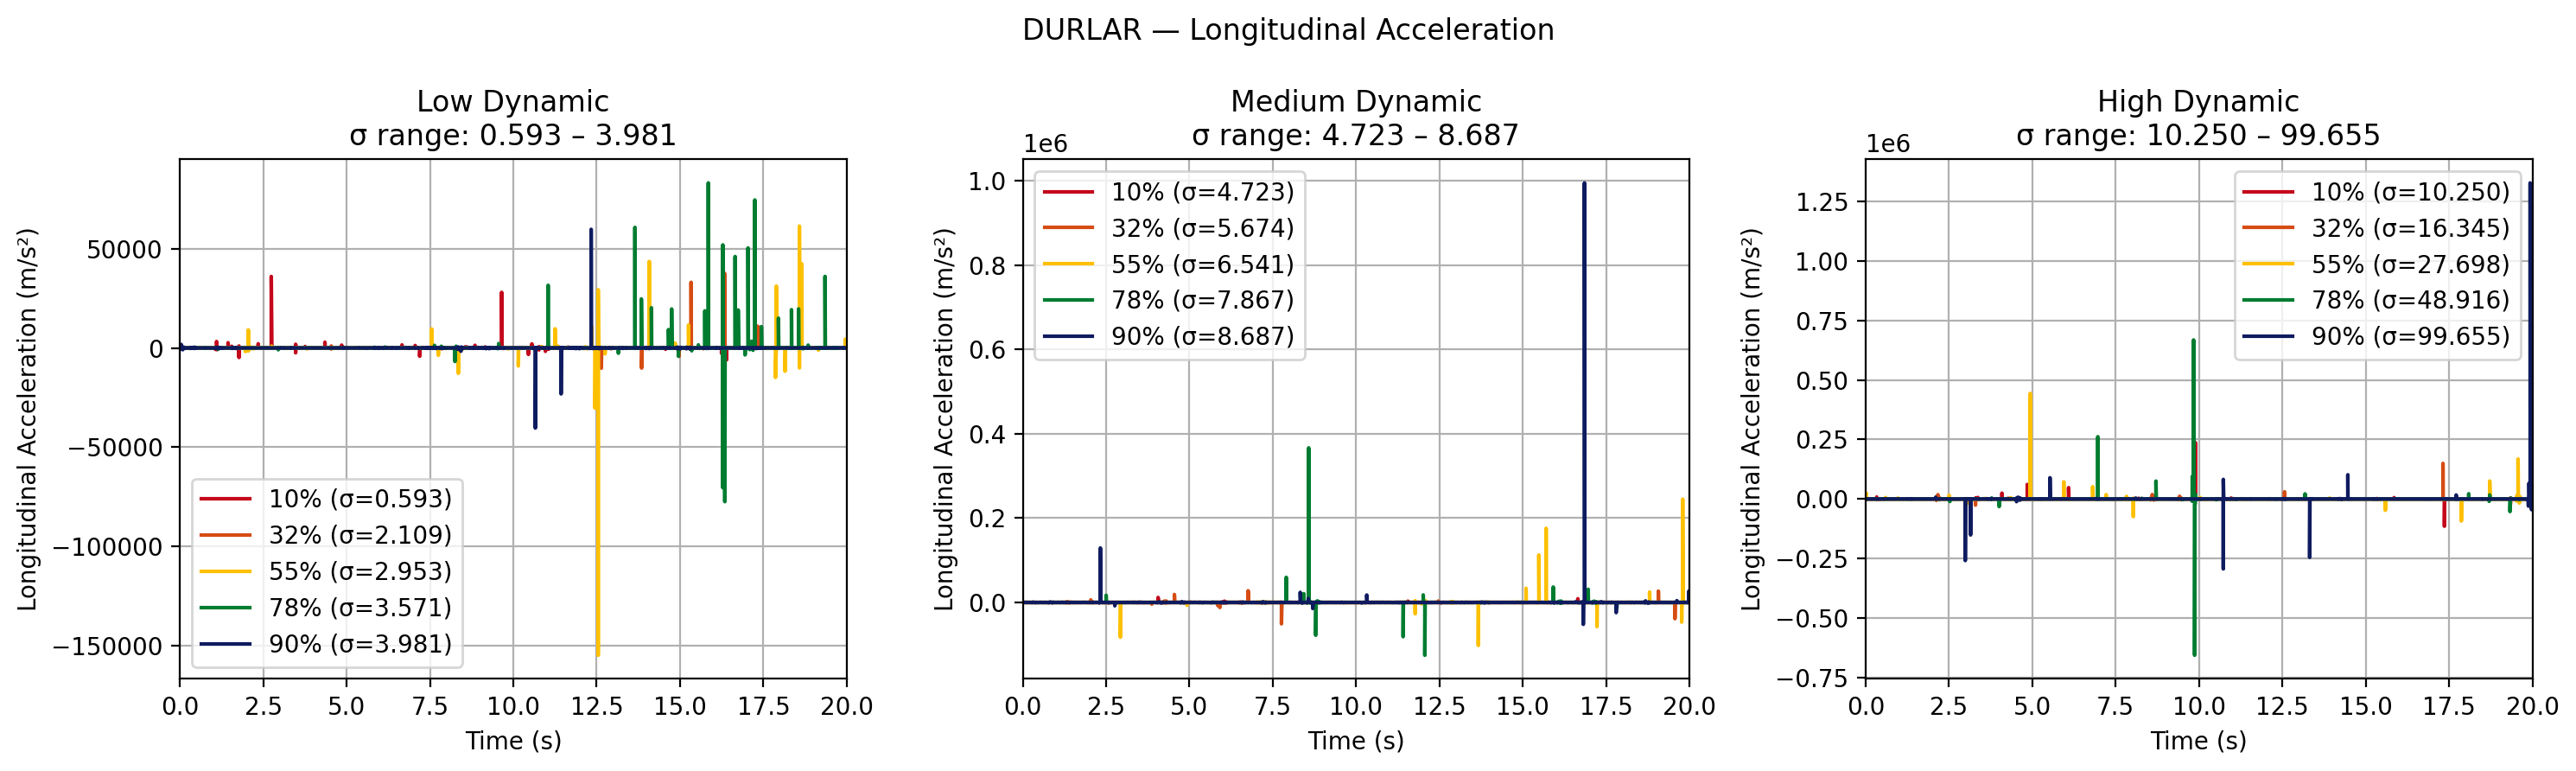 DURLAR — Longitudinal Acceleration
Low Dynamic
σ range: 0.593 – 3.981
Longitudinal Acceleration (m/s²)
50000
0
−50000
−100000
−150000
10% (σ=0.593)
32% (σ=2.109)
55% (σ=2.953)
78% (σ=3.571)
90% (σ=3.981)
0.0 2.5 5.0 7.5 10.0 12.5 15.0 17.5 20.0
Time (s)
Medium Dynamic
σ range: 4.723 – 8.687
1e6
Longitudinal Acceleration (m/s²)
1.0
0.8
0.6
0.4
0.2
0.0
10% (σ=4.723)
32% (σ=5.674)
55% (σ=6.541)
78% (σ=7.867)
90% (σ=8.687)
0.0 2.5 5.0 7.5 10.0 12.5 15.0 17.5 20.0
Time (s)
High Dynamic
σ range: 10.250 – 99.655
1e6
Longitudinal Acceleration (m/s²)
1.25
1.00
0.75
0.50
0.25
0.00
−0.25
−0.50
−0.75
10% (σ=10.250)
32% (σ=16.345)
55% (σ=27.698)
78% (σ=48.916)
90% (σ=99.655)
0.0 2.5 5.0 7.5 10.0 12.5 15.0 17.5 20.0
Time (s)